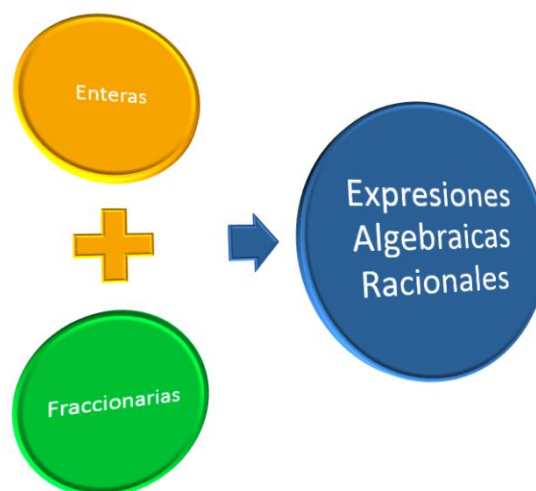 Enteras
Fraccionarias
Expresiones
Algebraicas
Racionales